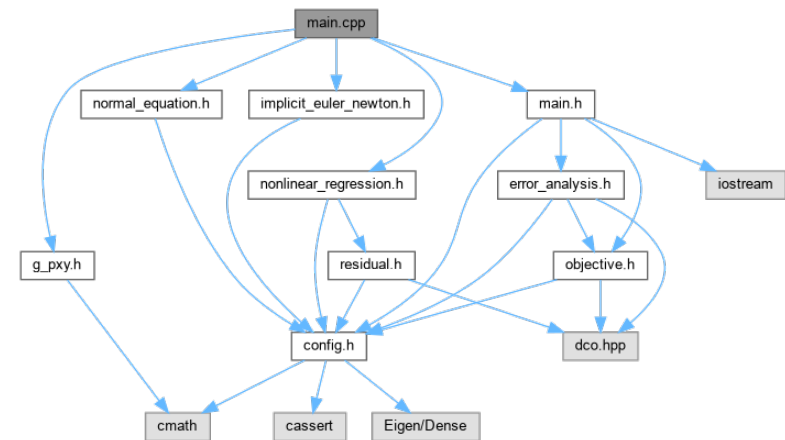 main.cpp
normal_equation.h
implicit_euler_newton.h
main.h
nonlinear_regression.h
error_analysis.h
iostream
g_pxy.h
residual.h
objective.h
config.h
dco.hpp
cmath
cassert
Eigen/Dense